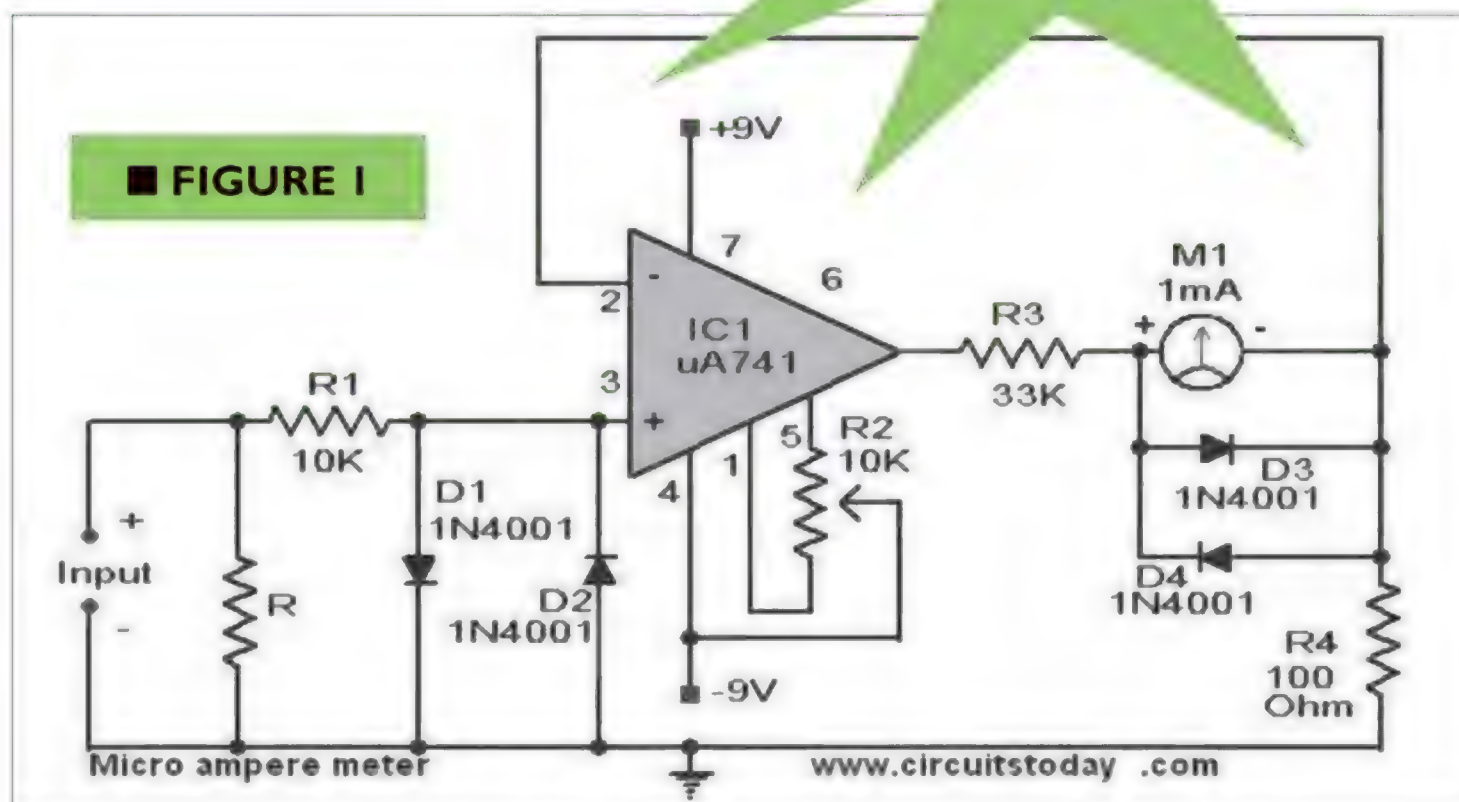 ■ FIGURE I
+9V
7
6
2
-
IC1
uA741
3
+
M1
1mA
+
-
R3
33K
R1
10K
5
R2
10K
1
4
D1
1N4001
D2
1N4001
D3
1N4001
D4
1N4001
+
Input
-
R
-9V
R4
100
Ohm
Micro ampere meter
www.circuitstoday .com